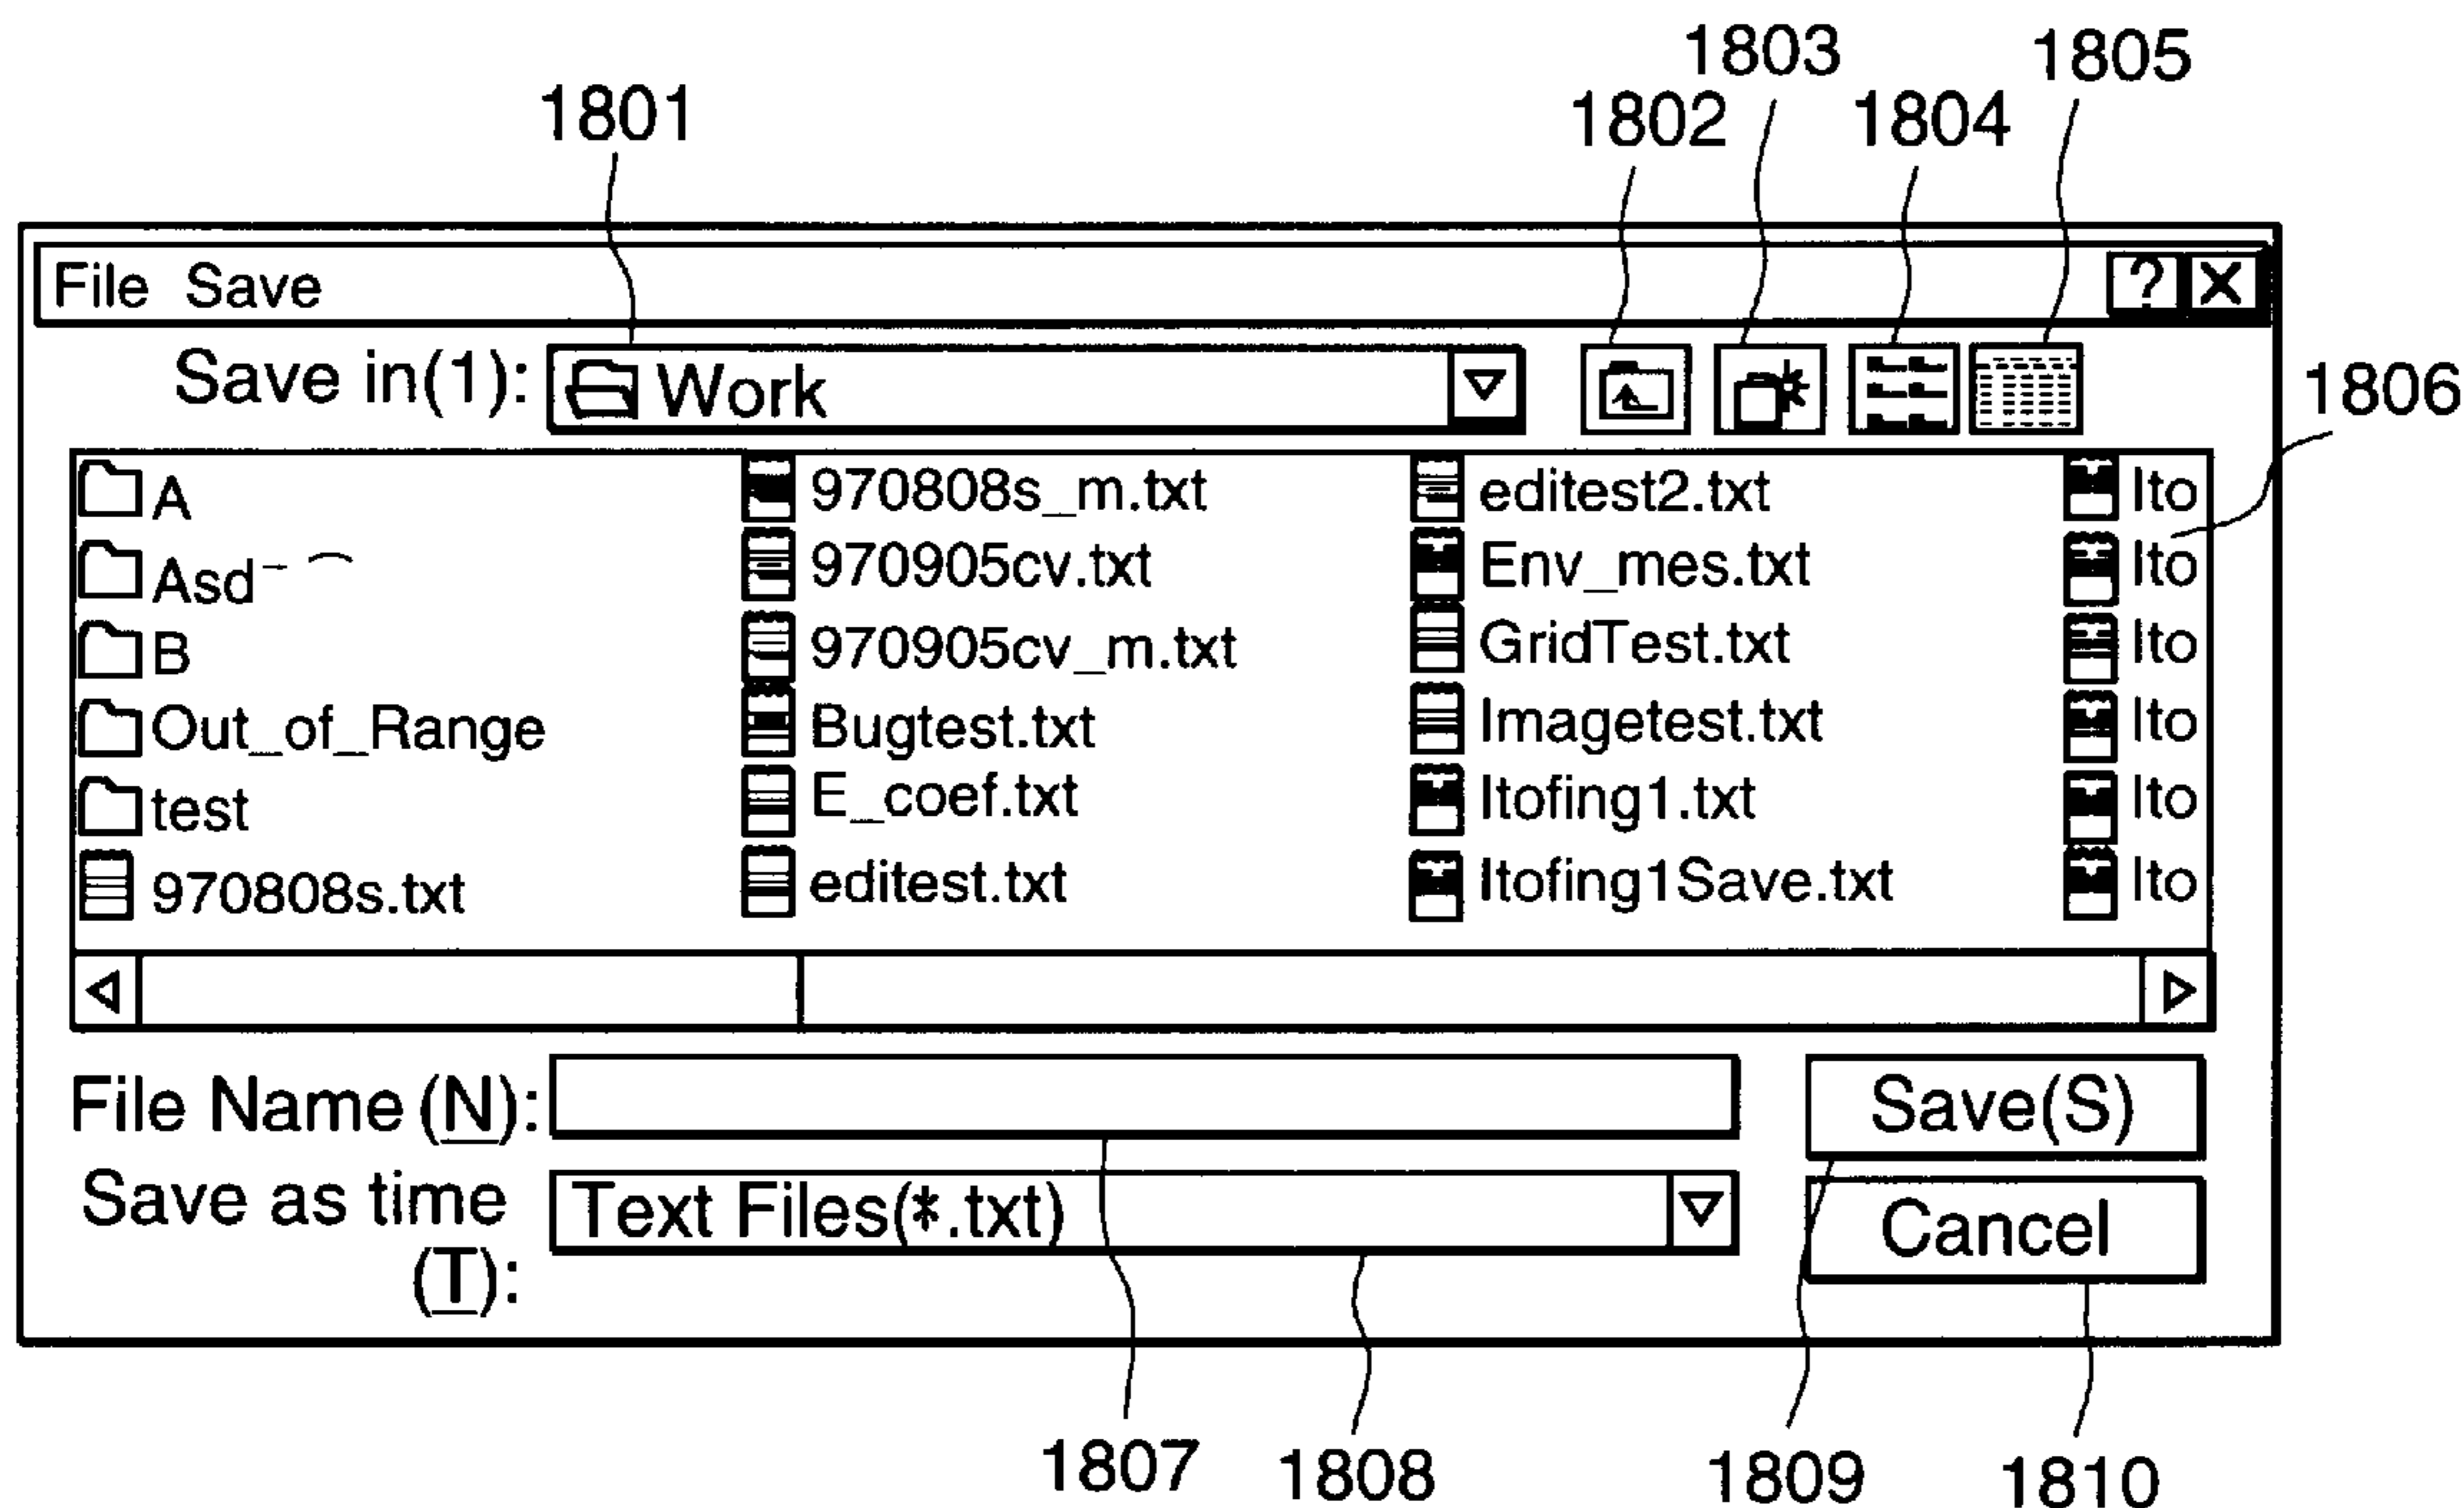 1803 1805
1801 1802 1804
File Save ? X
Save in(1): Work
1806
A 970808s_m.txt editest2.txt Ito
Asd 970905cv.txt Env_mes.txt Ito
B 970905cv_m.txt GridTest.txt Ito
Out_of_Range Bugtest.txt Imagetest.txt Ito
test E_coef.txt Itofing1.txt Ito
970808s.txt editest.txt Itofing1Save.txt Ito
File Name (N): Save(S)
Save as time Text Files(*.txt) Cancel
(T):
1807 1808 1809 1810